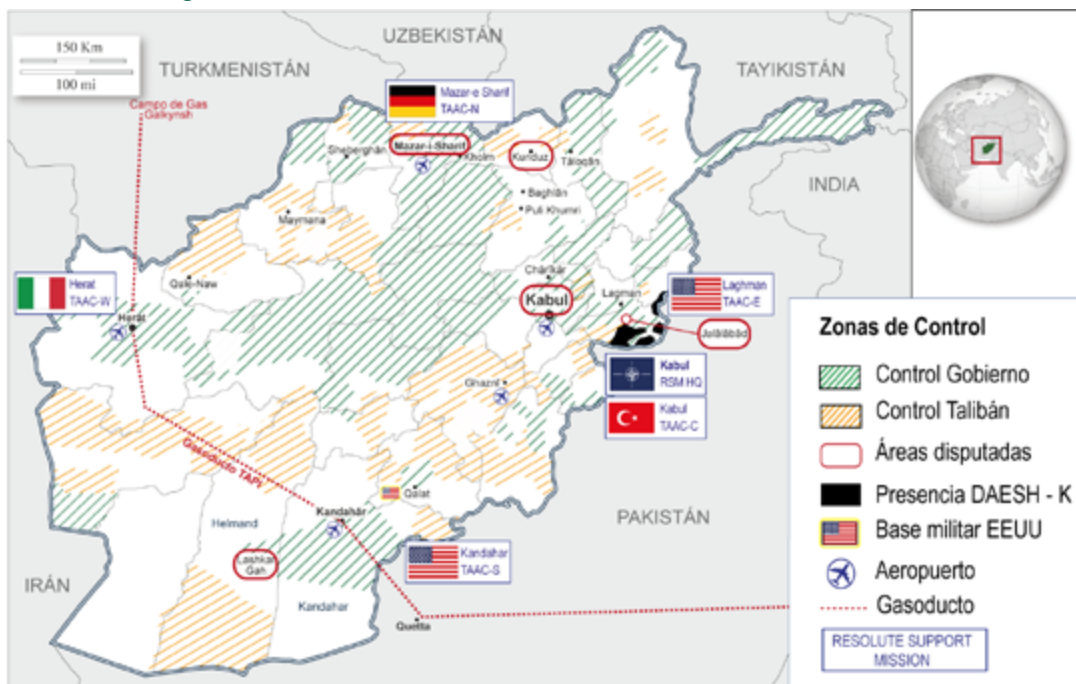 UZBEKISTÁN
150 Km
100 mi
TURKMENISTÁN
TAYIKISTÁN
Mazar-e Sharif
TAAC-N
Campo de Gas
Galkynsh
Sheberghān
Mazar-i-Sharif
Kholm
Kunduz
Tāloqān
INDIA
Baghlān
Puli Khumri
Maymana
Herat
TAAC-W
Qale-Naw
Chārīkār
Laghman
TAAC-E
Kabul
Lagman
Herāt
Jalālābād
Zonas de Control
Kabul
RSM HQ
Control Gobierno
Ghaznī
Kabul
TAAC-C
Control Talibán
Gasoducto TAPI
Áreas disputadas
Qalat
Presencia DAESH - K
Helmand
Kandahār
PAKISTÁN
Base militar EEUU
Kandahar
TAAC-S
Lashkar
Gah
Aeropuerto
IRÁN
Kandahar
Gasoducto
Quetta
RESOLUTE SUPPORT
MISSION